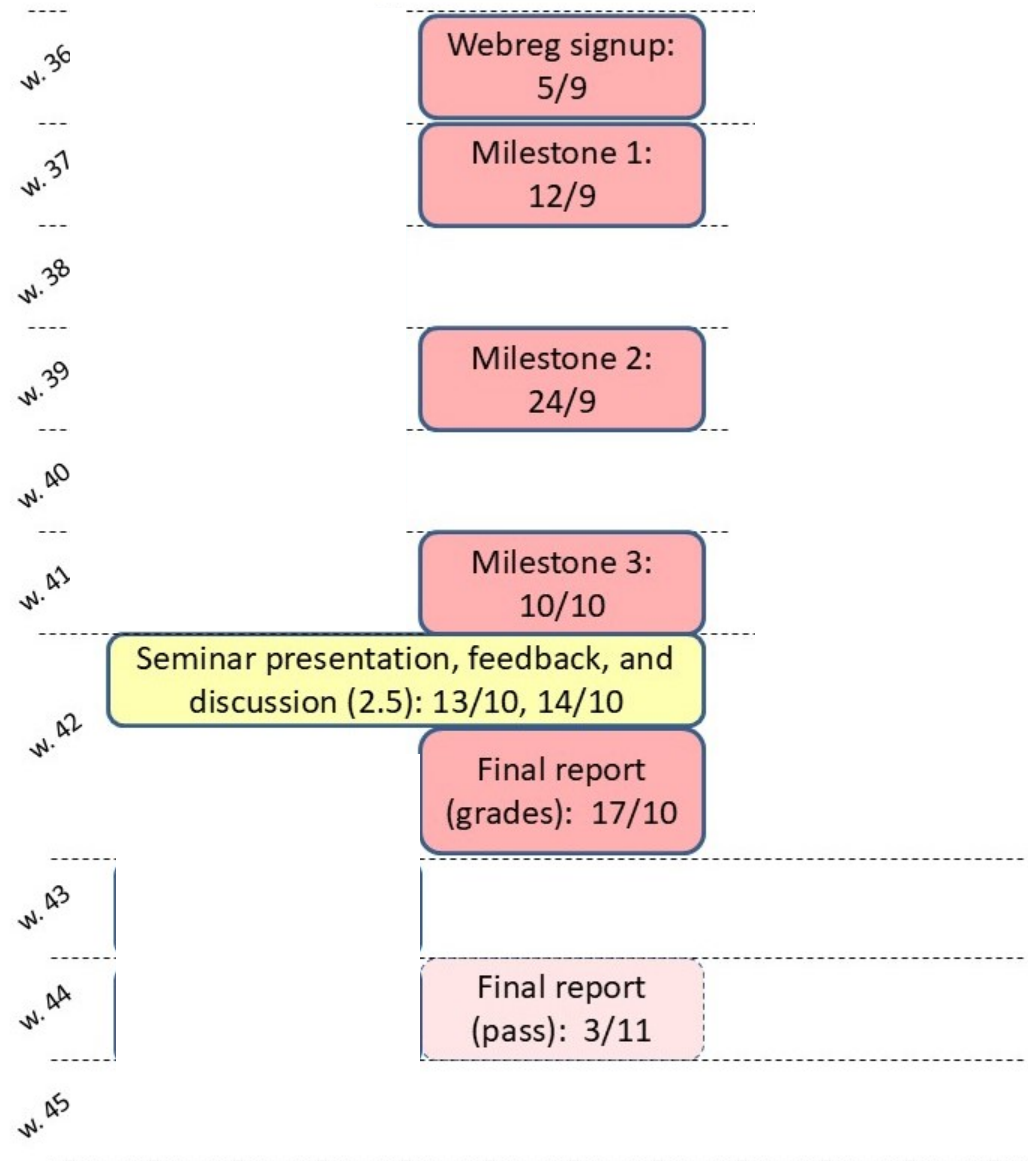 w. 36
Webreg signup:
5/9
w. 37
Milestone 1:
12/9
w. 38
w. 39
Milestone 2:
24/9
w. 40
w. 41
Milestone 3:
10/10
w. 42
Seminar presentation, feedback, and
discussion (2.5): 13/10, 14/10
Final report
(grades): 17/10
w. 43
w. 44
Final report
(pass): 3/11
w. 45